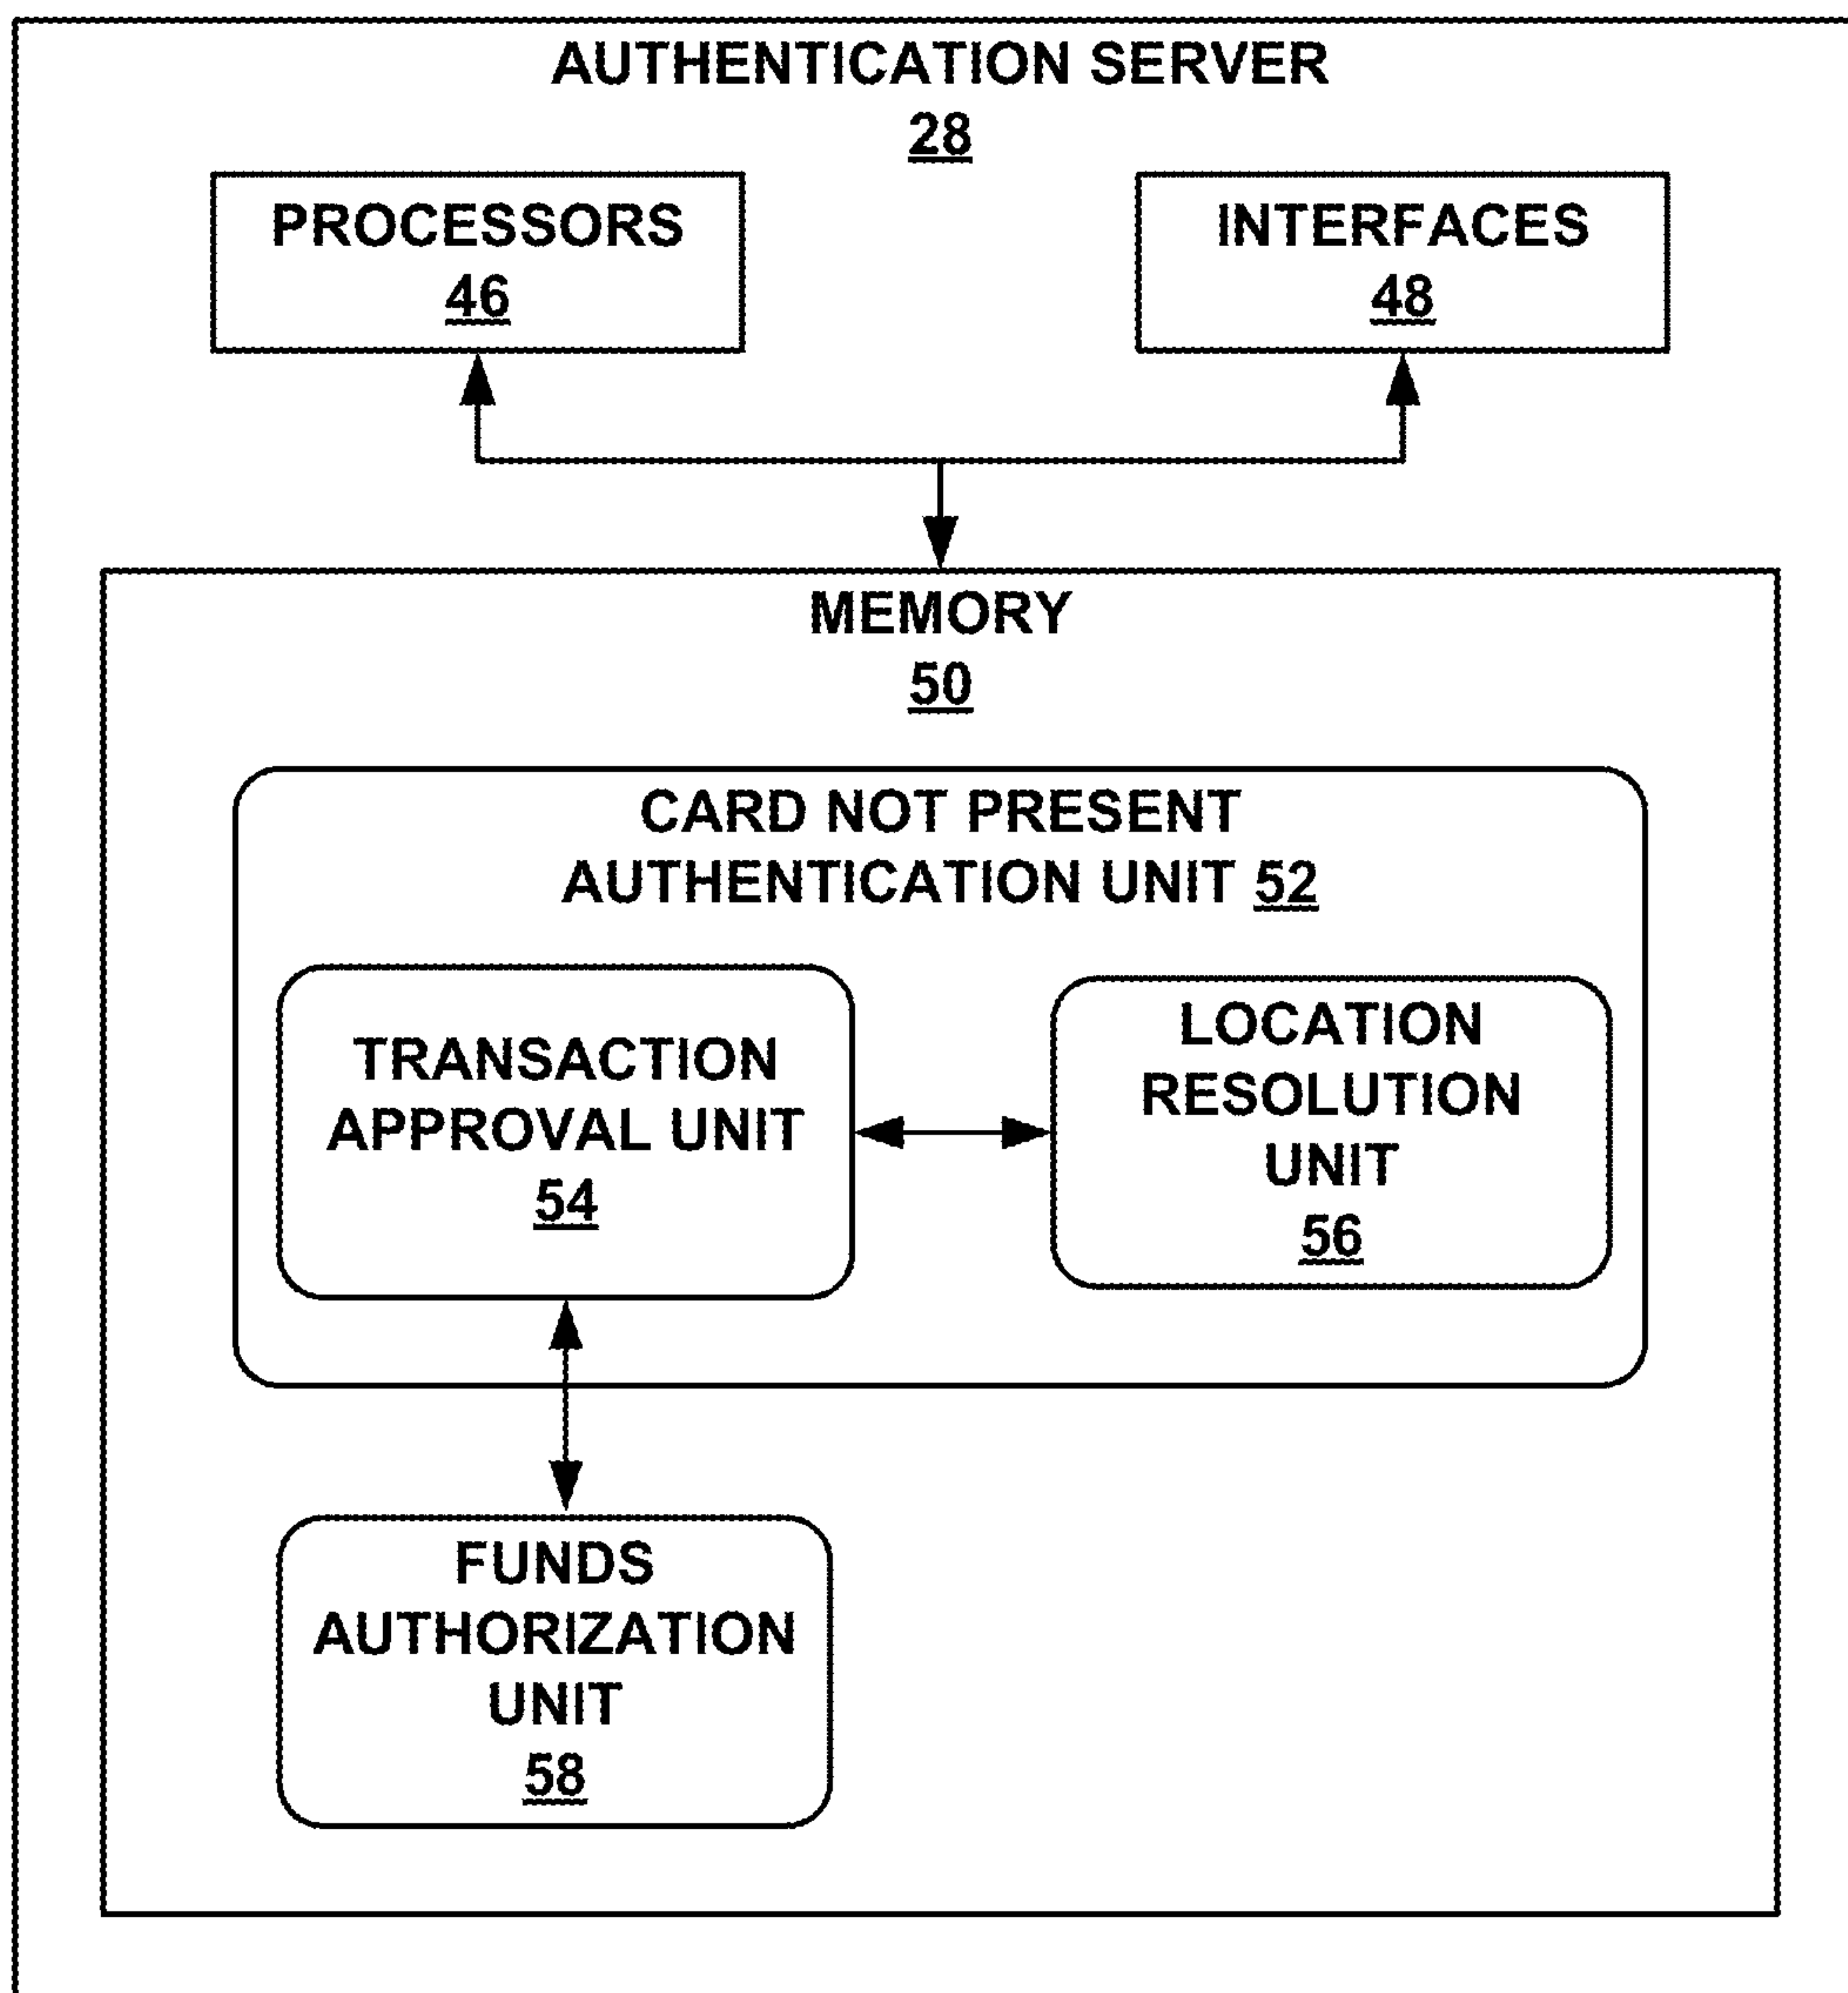 AUTHENTICATION SERVER
28
PROCESSORS
46
INTERFACES
48
MEMORY
50
CARD NOT PRESENT
AUTHENTICATION UNIT 52
TRANSACTION
APPROVAL UNIT
54
LOCATION
RESOLUTION
UNIT
56
FUNDS
AUTHORIZATION
UNIT
58